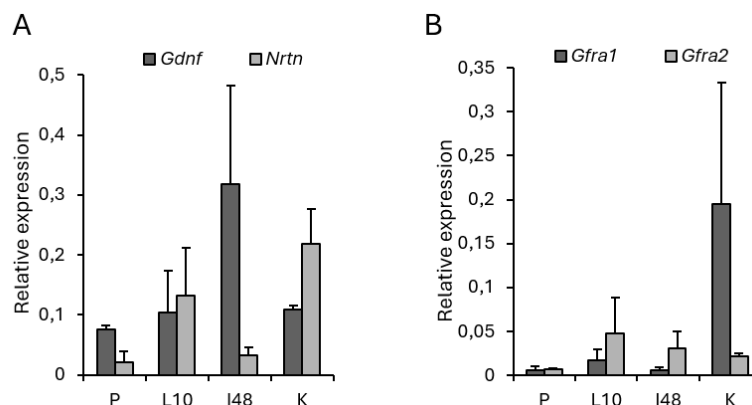 A
Gdnf Nrtn
Relative expression
0,5
0,4
0,3
0,2
0,1
0
P L10 I48 K
B
Gfra1 Gfra2
Relative expression
0,35
0,3
0,25
0,2
0,15
0,1
0,05
0
P L10 I48 K